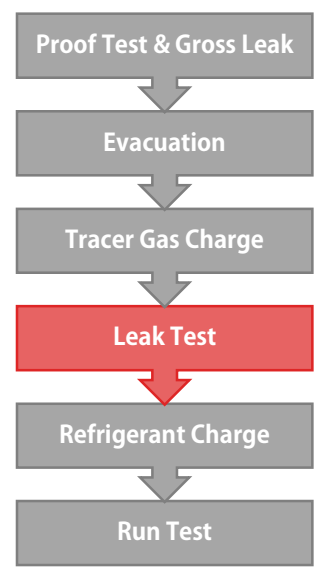 Proof Test & Gross Leak
Evacuation
Tracer Gas Charge
Leak Test
Refrigerant Charge
Run Test